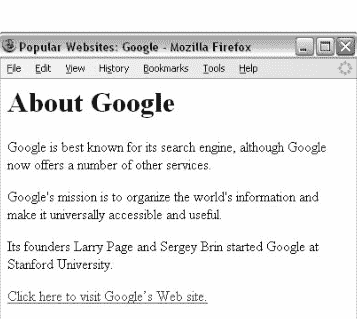 Popular Websites: Google - Mozilla Firefox
File Edit View History Bookmarks Tools Help
About Google
Google is best known for its search engine, although Google
now offers a number of other services.
Google's mission is to organize the world's information and
make it universally accessible and useful.
Its founders Larry Page and Sergey Brin started Google at
Stanford University.
Click here to visit Google's Web site.